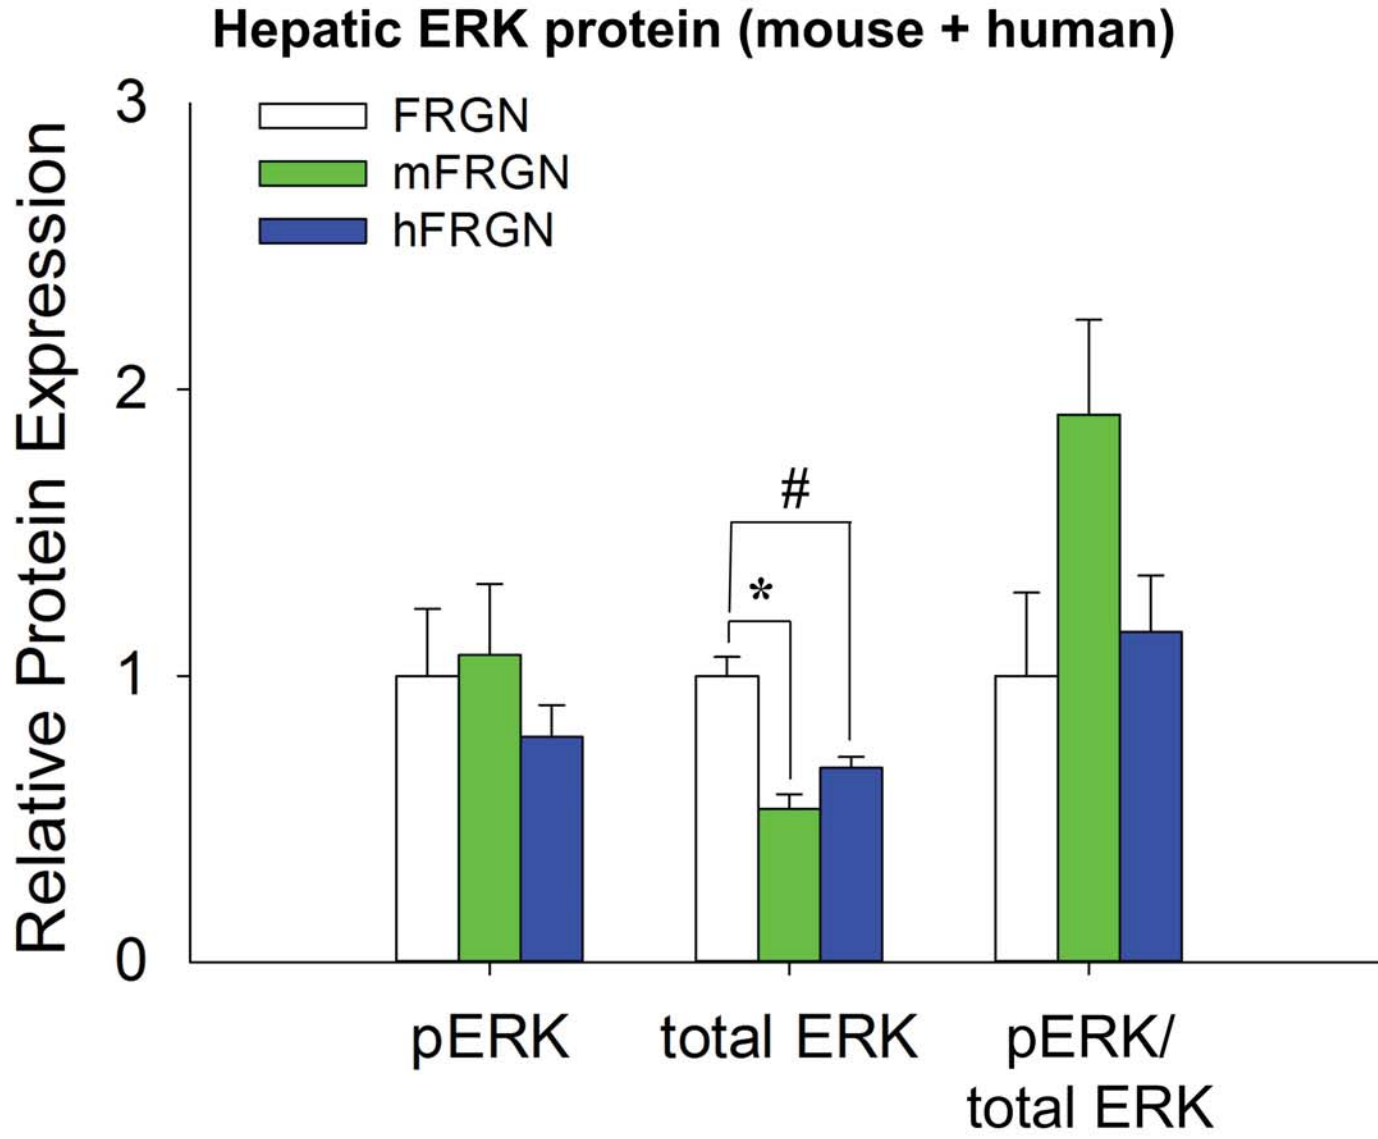 Hepatic ERK protein (mouse + human)
Relative Protein Expression
3
2
1
0
FRGN
mFRGN
hFRGN
#
*
pERK
total ERK
pERK/
total ERK